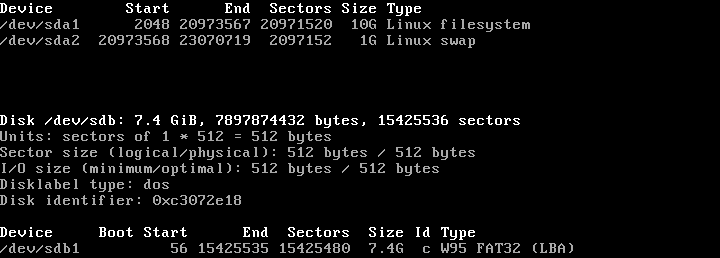 Device Start End Sectors Size Type
/dev/sda1 2048 20973567 20971520 10G Linux filesystem
/dev/sda2 20973568 23070719 2097152 1G Linux swap
Disk /dev/sdb: 7.4 GiB, 7897874432 bytes, 15425536 sectors
Units: sectors of 1 * 512 = 512 bytes
Sector size (logical/physical): 512 bytes / 512 bytes
I/O size (minimum/optimal): 512 bytes / 512 bytes
Disklabel type: dos
Disk identifier: 0xc3072e18
Device Boot Start End Sectors Size Id Type
/dev/sdb1 56 15425535 15425480 7.4G c W95 FAT32 (LBA)